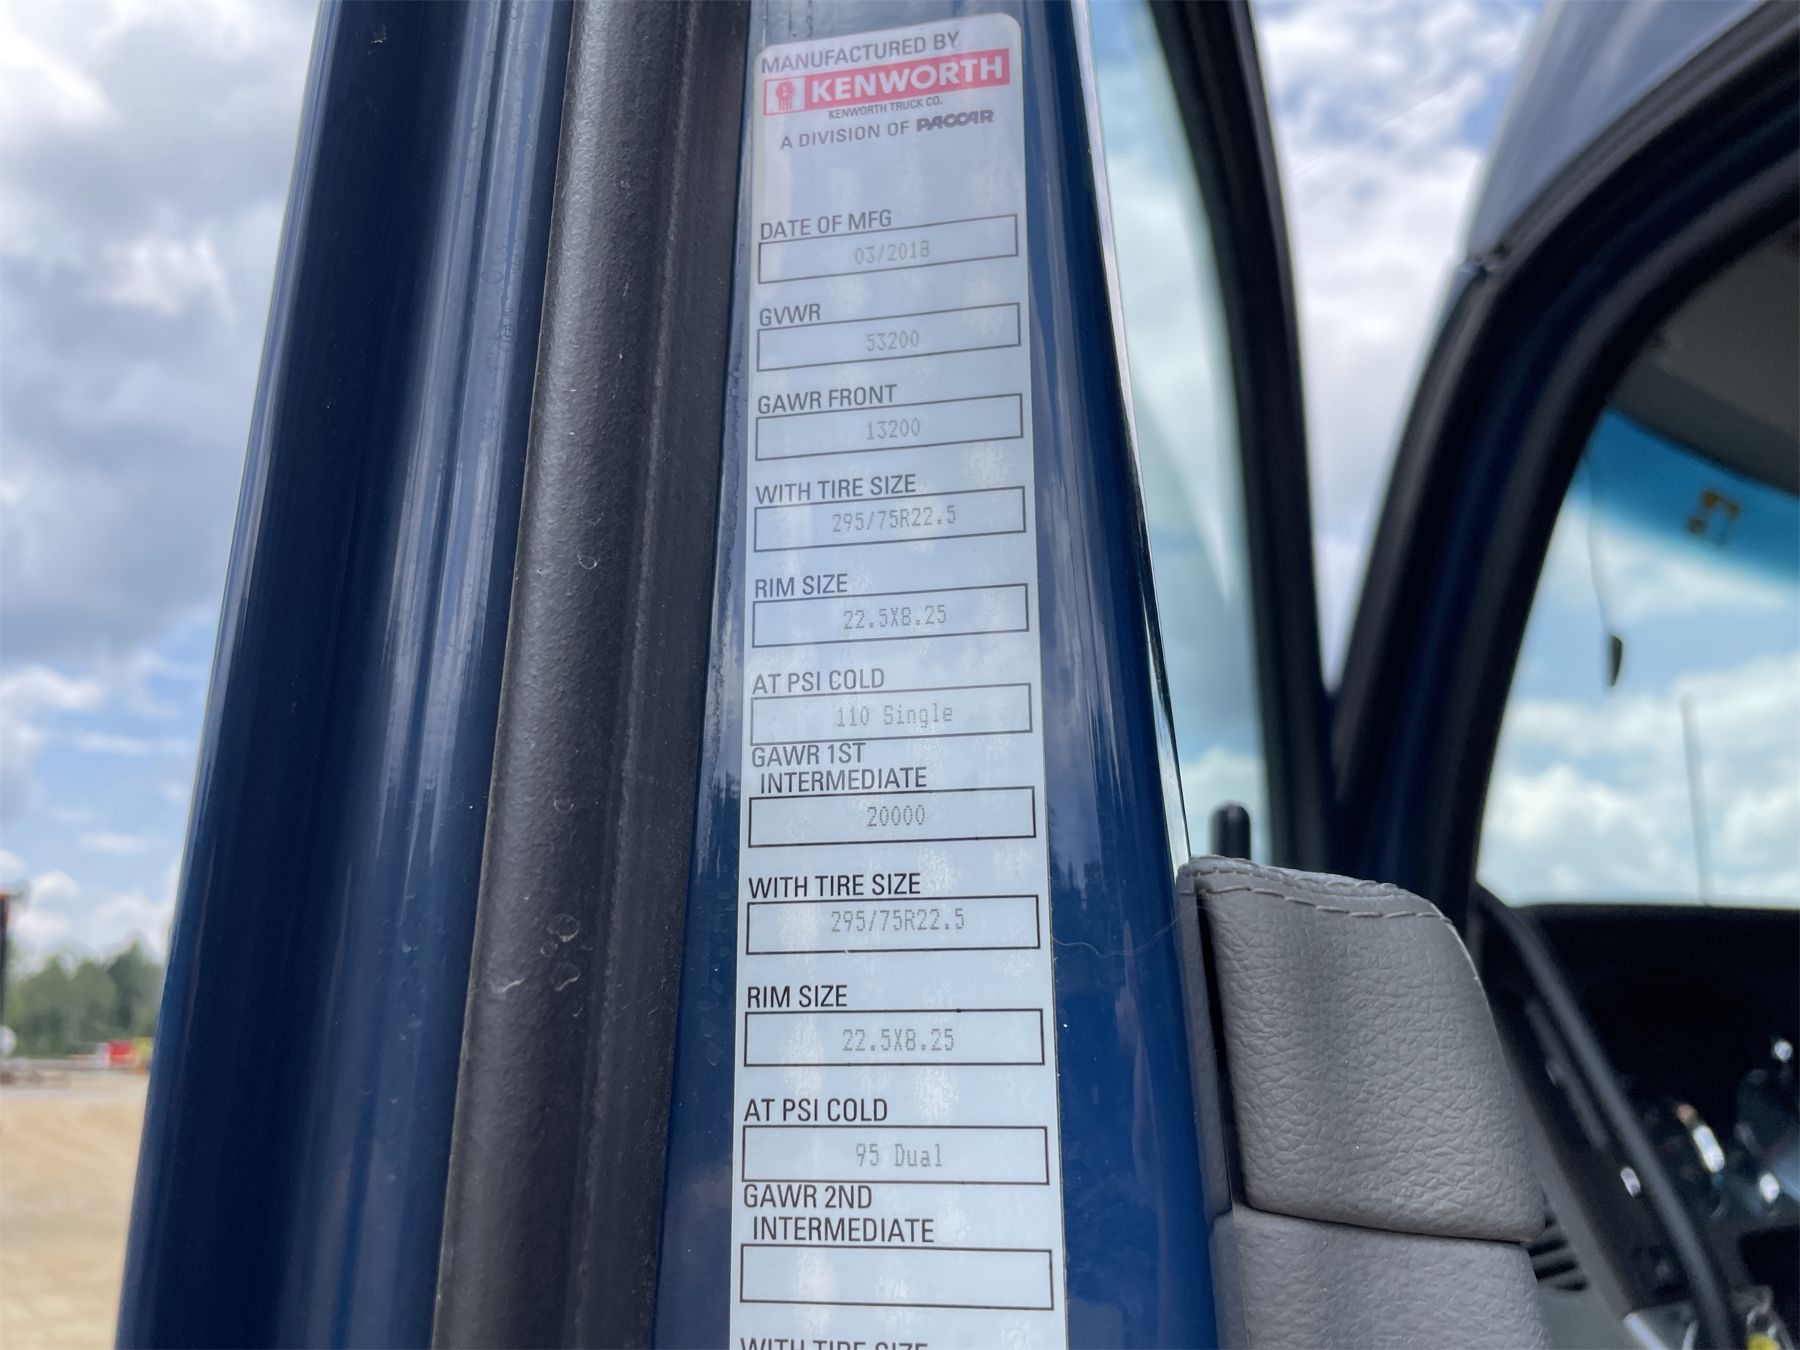 MANUFACTURED BY
KENWORTH
KENWORTH TRUCK CO.
A DIVISION OF PACCAR
DATE OF MFG
03/2018
GVWR
53200
GAWR FRONT
13200
WITH TIRE SIZE
295/75R22.5
RIM SIZE
22.5X8.25
AT PSI COLD
110 Single
GAWR 1ST
INTERMEDIATE
20000
WITH TIRE SIZE
295/75R22.5
RIM SIZE
22.5X8.25
AT PSI COLD
95 Dual
GAWR 2ND
INTERMEDIATE
WITH TIRE SIZE